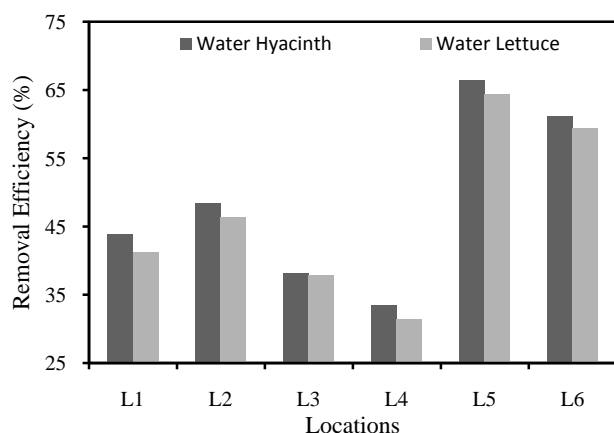 75
65
55
45
35
25
Removal Efficiency (%)
Water Hyacinth
Water Lettuce
L1 L2 L3 L4 L5 L6
Locations